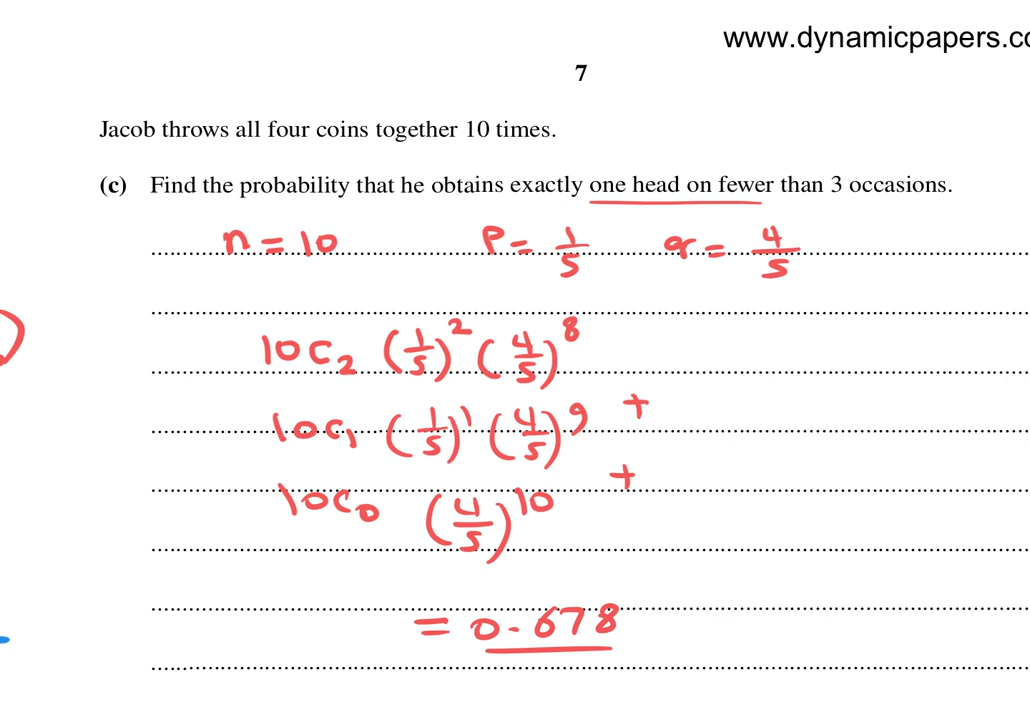 www.dynamicpapers.co
7
Jacob throws all four coins together 10 times.
(c) Find the probability that he obtains exactly one head on fewer than 3 occasions.
n = 10 P = 1/5 q = 4/5
10C₂ (1/5)² (4/5)⁸
10C₁ (1/5)¹ (4/5)⁹ +
10C₀ (4/5)¹⁰ +
= 0.678